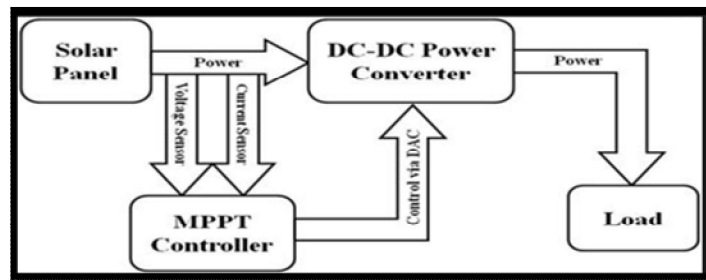 Solar
Panel
Power
DC-DC Power
Converter
Power
Voltage Sensor
Current Sensor
Control via DAC
MPPT
Controller
Load